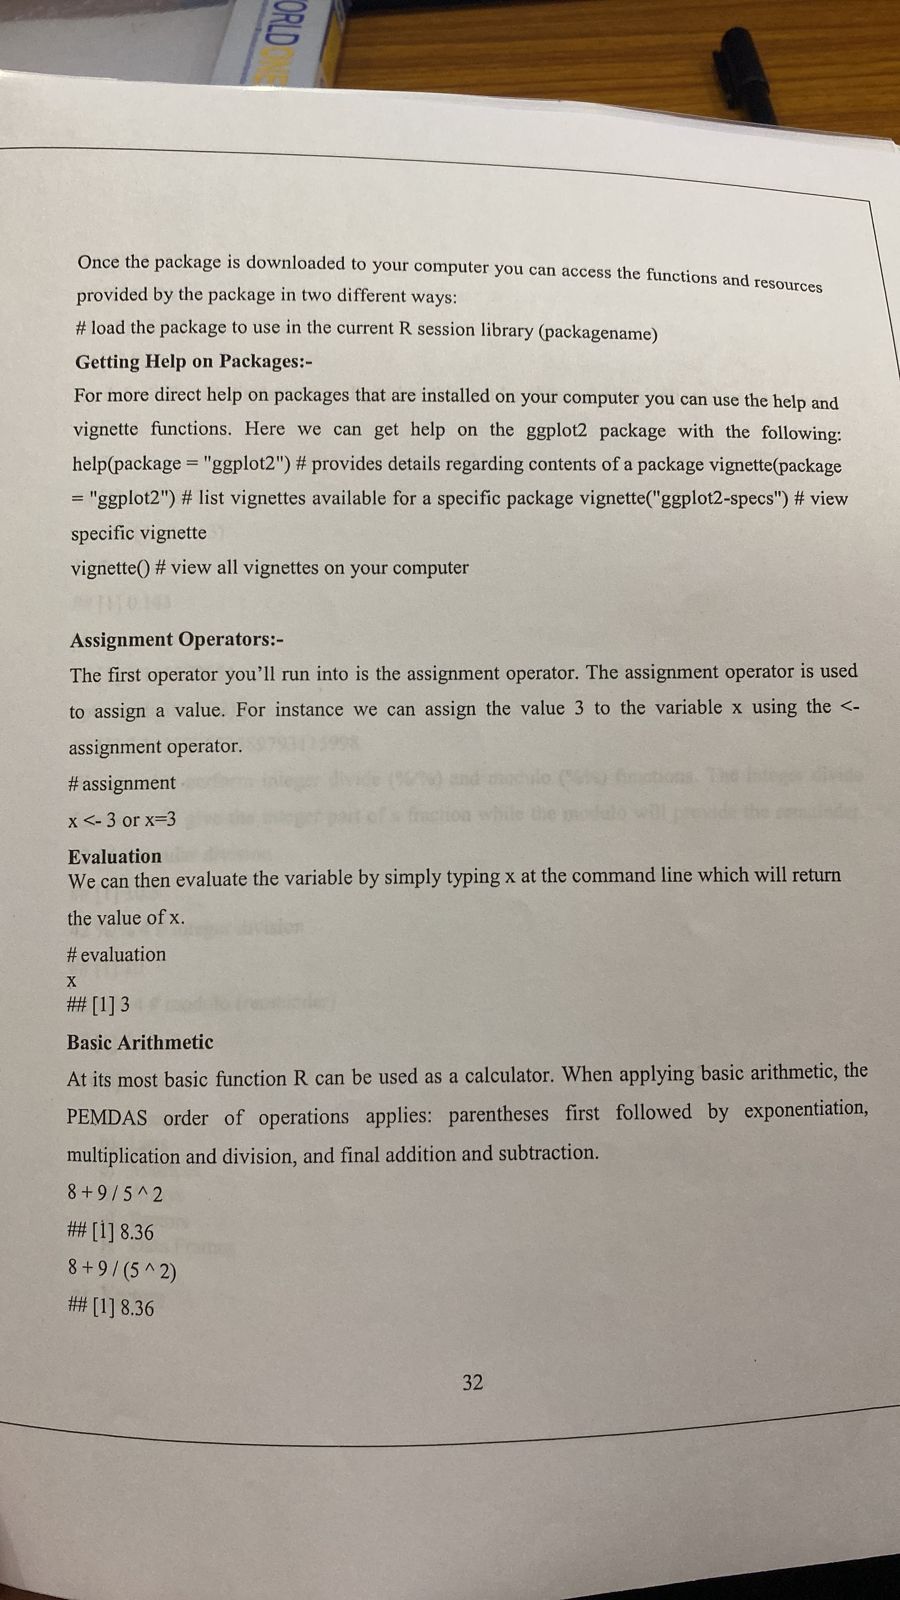 ORLD ONE
Once the package is downloaded to your computer you can access the functions and resources
provided by the package in two different ways:
# load the package to use in the current R session library (packagename)
Getting Help on Packages:-
For more direct help on packages that are installed on your computer you can use the help and
vignette functions. Here we can get help on the ggplot2 package with the following:
help(package = "ggplot2") # provides details regarding contents of a package vignette(package
= "ggplot2") # list vignettes available for a specific package vignette("ggplot2-specs") # view
specific vignette
vignette() # view all vignettes on your computer
Assignment Operators:-
The first operator you’ll run into is the assignment operator. The assignment operator is used
to assign a value. For instance we can assign the value 3 to the variable x using the <-
assignment operator.
# assignment
x <- 3 or x=3
Evaluation
We can then evaluate the variable by simply typing x at the command line which will return
the value of x.
# evaluation
x
## [1] 3
Basic Arithmetic
At its most basic function R can be used as a calculator. When applying basic arithmetic, the
PEMDAS order of operations applies: parentheses first followed by exponentiation,
multiplication and division, and final addition and subtraction.
8 + 9 / 5 ^ 2
## [1] 8.36
8 + 9 / (5 ^ 2)
## [1] 8.36
32